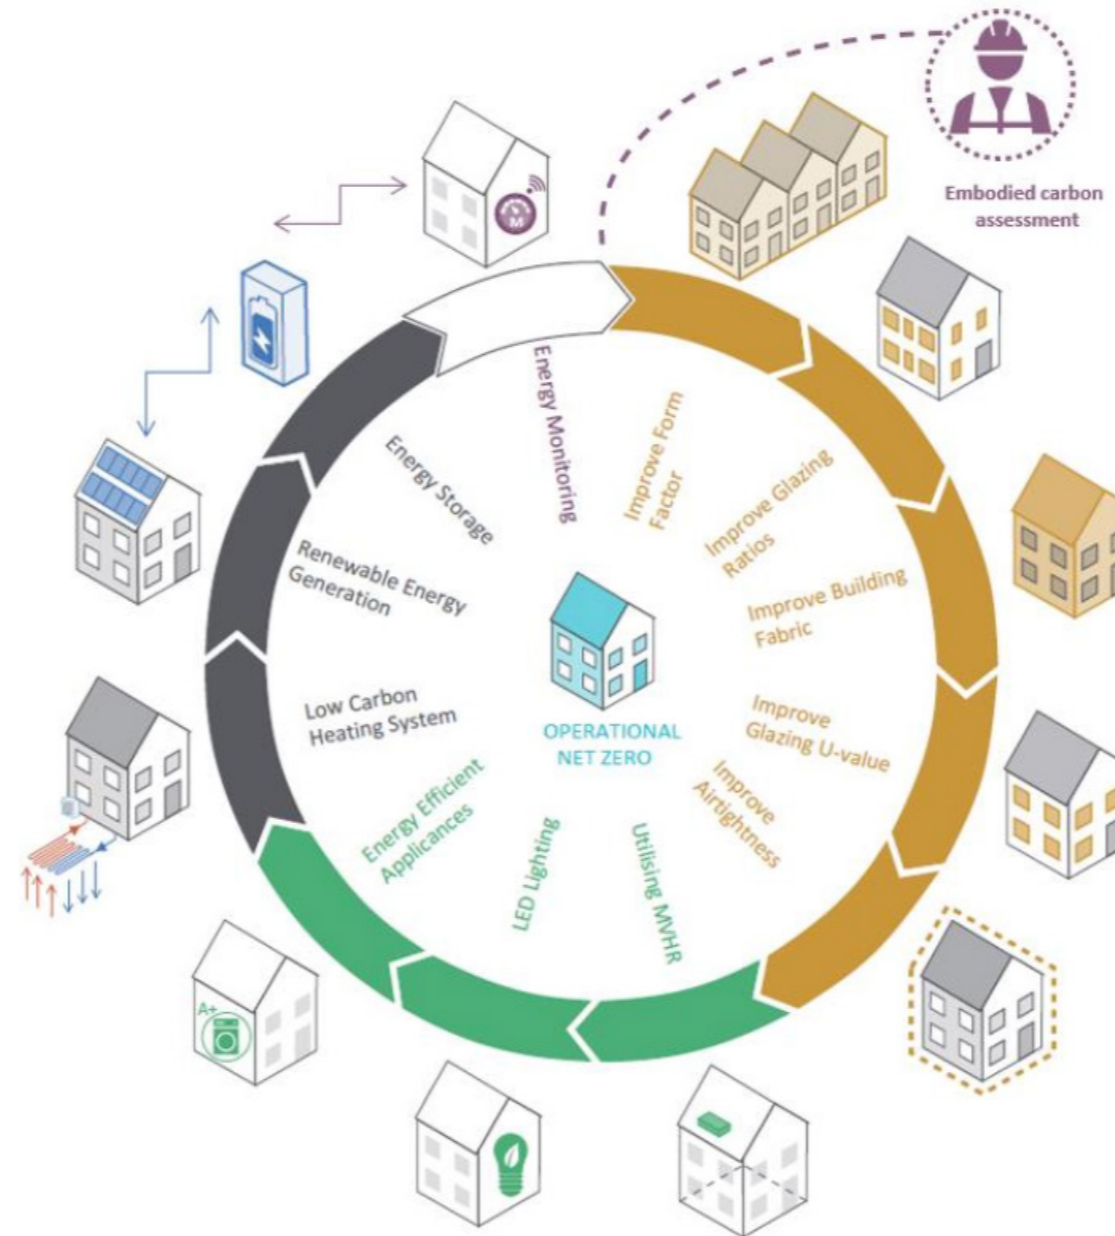 Embodied carbon
assessment
Energy Monitoring
Improve Form
Factor
Improve Glazing
Ratios
Improve Building
Fabric
Improve
Glazing U-value
Improve
Airtightness
Utilising MVHR
LED Lighting
Energy Efficient
Applicances
Low Carbon
Heating System
Renewable Energy
Generation
Energy Storage
OPERATIONAL
NET ZERO
A+
M